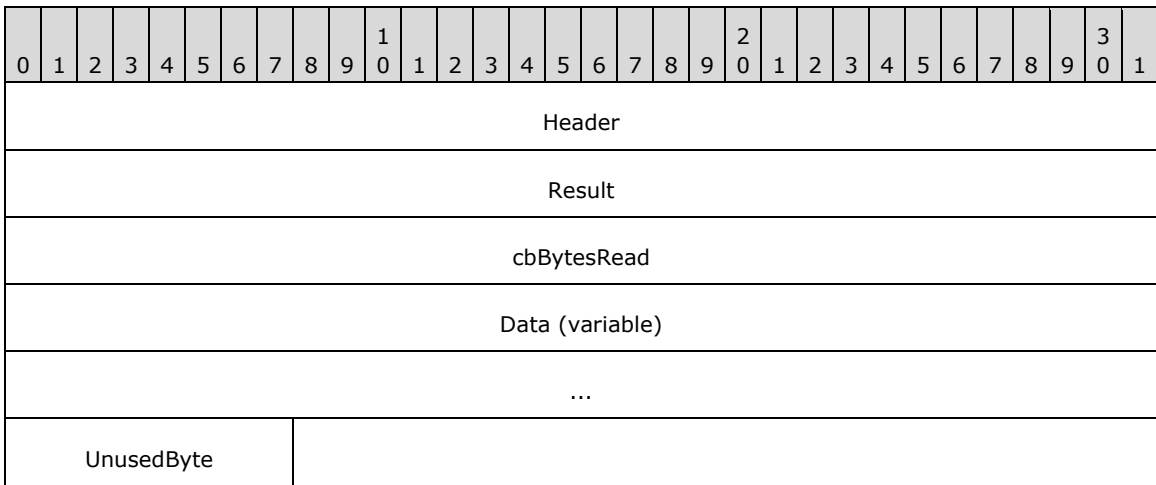 1 2 3
0 1 2 3 4 5 6 7 8 9 0 1 2 3 4 5 6 7 8 9 0 1 2 3 4 5 6 7 8 9 0 1
Header
Result
cbBytesRead
Data (variable)
...
UnusedByte